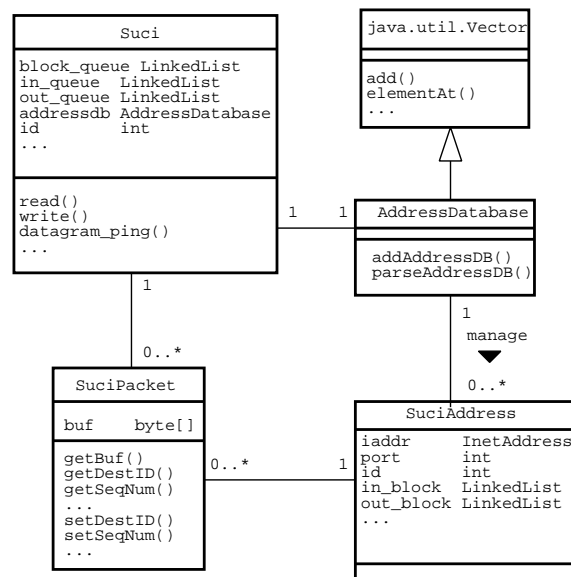 Suci
block_queue LinkedList
in_queue LinkedList
out_queue LinkedList
addressdb AddressDatabase
id int
...
read()
write()
datagram_ping()
...
java.util.Vector
add()
elementAt()
...
1 1
AddressDatabase
addAddressDB()
parseAddressDB()
1
0..*
1
manage
0..*
SuciPacket
buf byte[]
getBuf()
getDestID()
getSeqNum()
...
setDestID()
setSeqNum()
...
0..* 1
SuciAddress
iaddr InetAddress
port int
id int
in_block LinkedList
out_block LinkedList
...